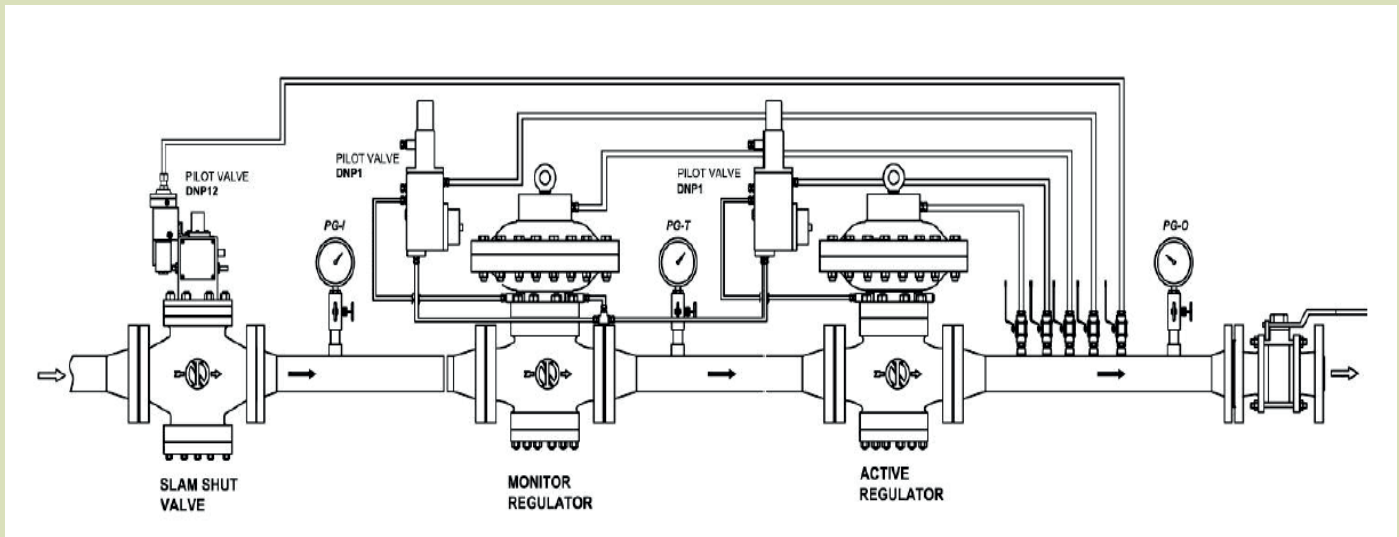 PILOT VALVE
DNP12
PILOT VALVE
DNP1
PILOT VALVE
DNP1
PG-I
PG-T
PG-O
SLAM SHUT
VALVE
MONITOR
REGULATOR
ACTIVE
REGULATOR